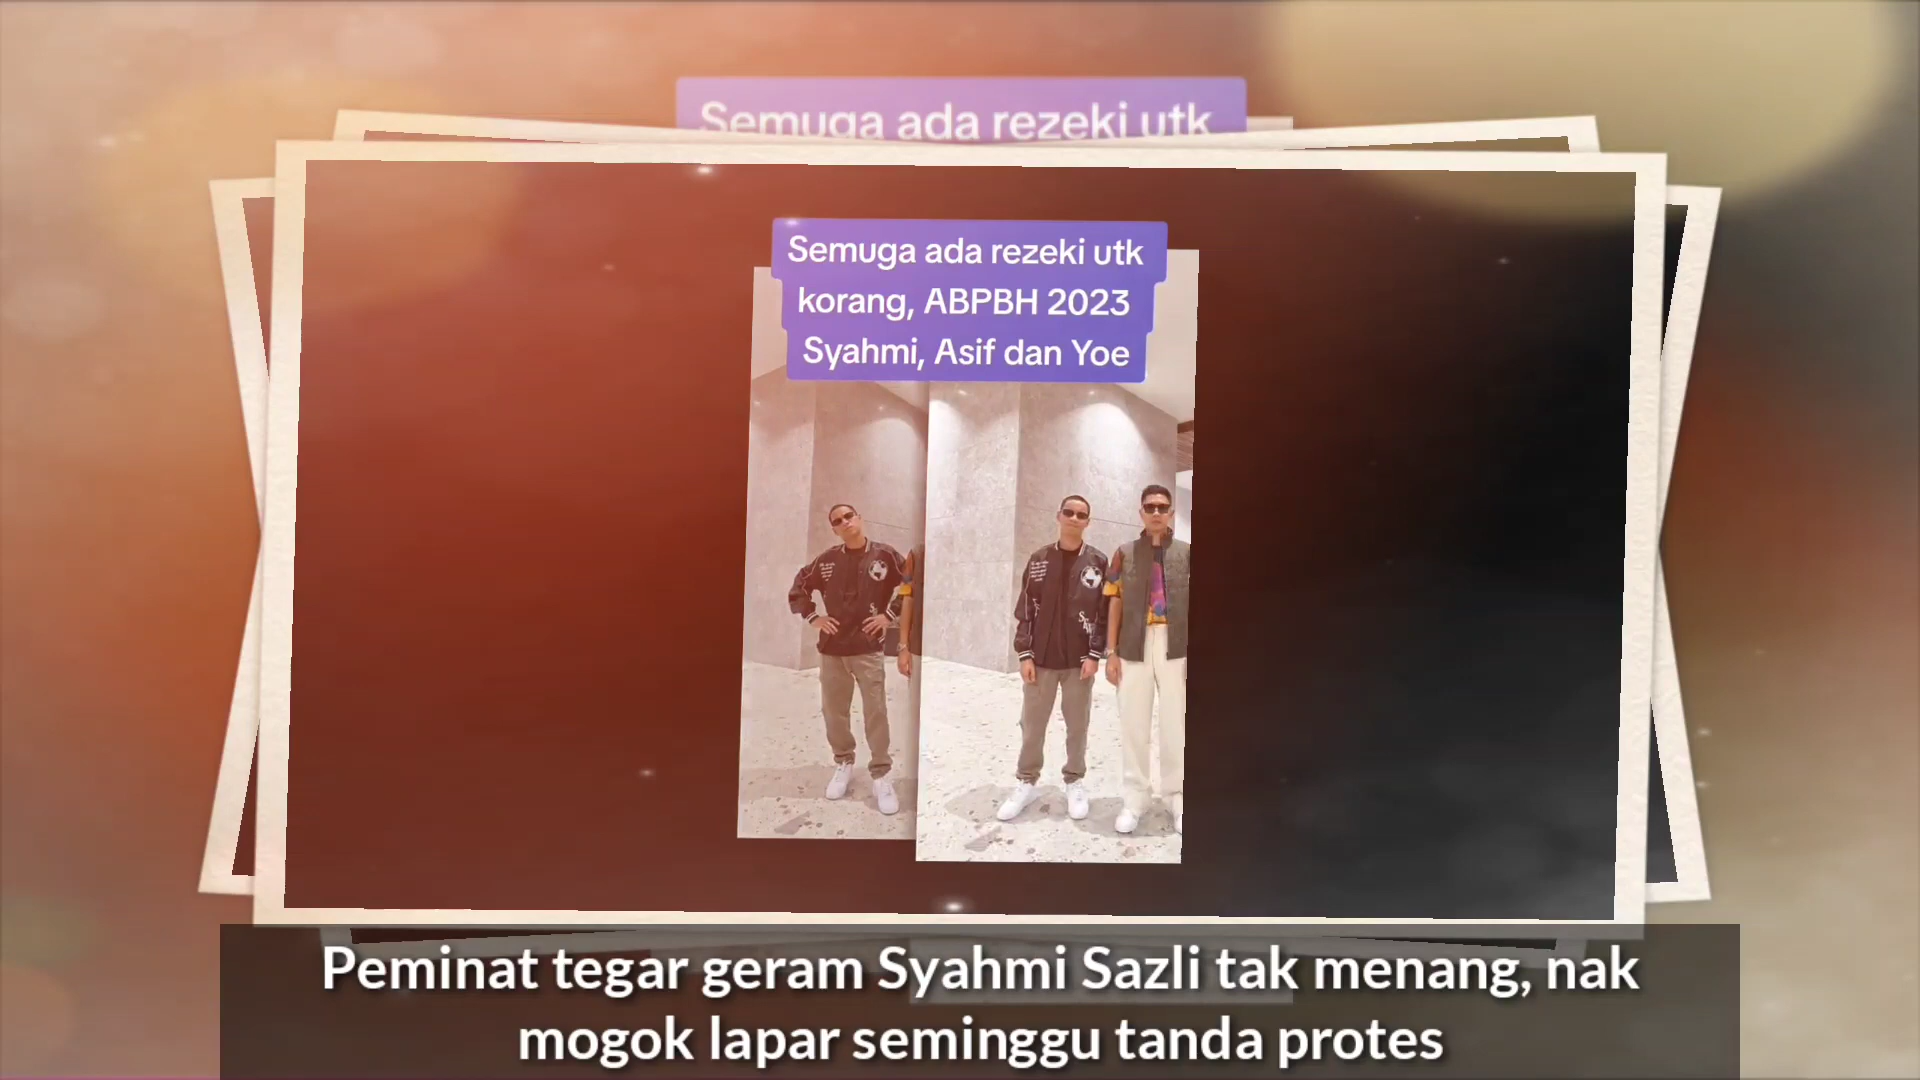 Semuga ada rezeki utk
Semuga ada rezeki utk
korang, ABPBH 2023
Syahmi, Asif dan Yoe
Peminat tegar geram Syahmi Sazli tak menang, nak
mogok lapar seminggu tanda protes